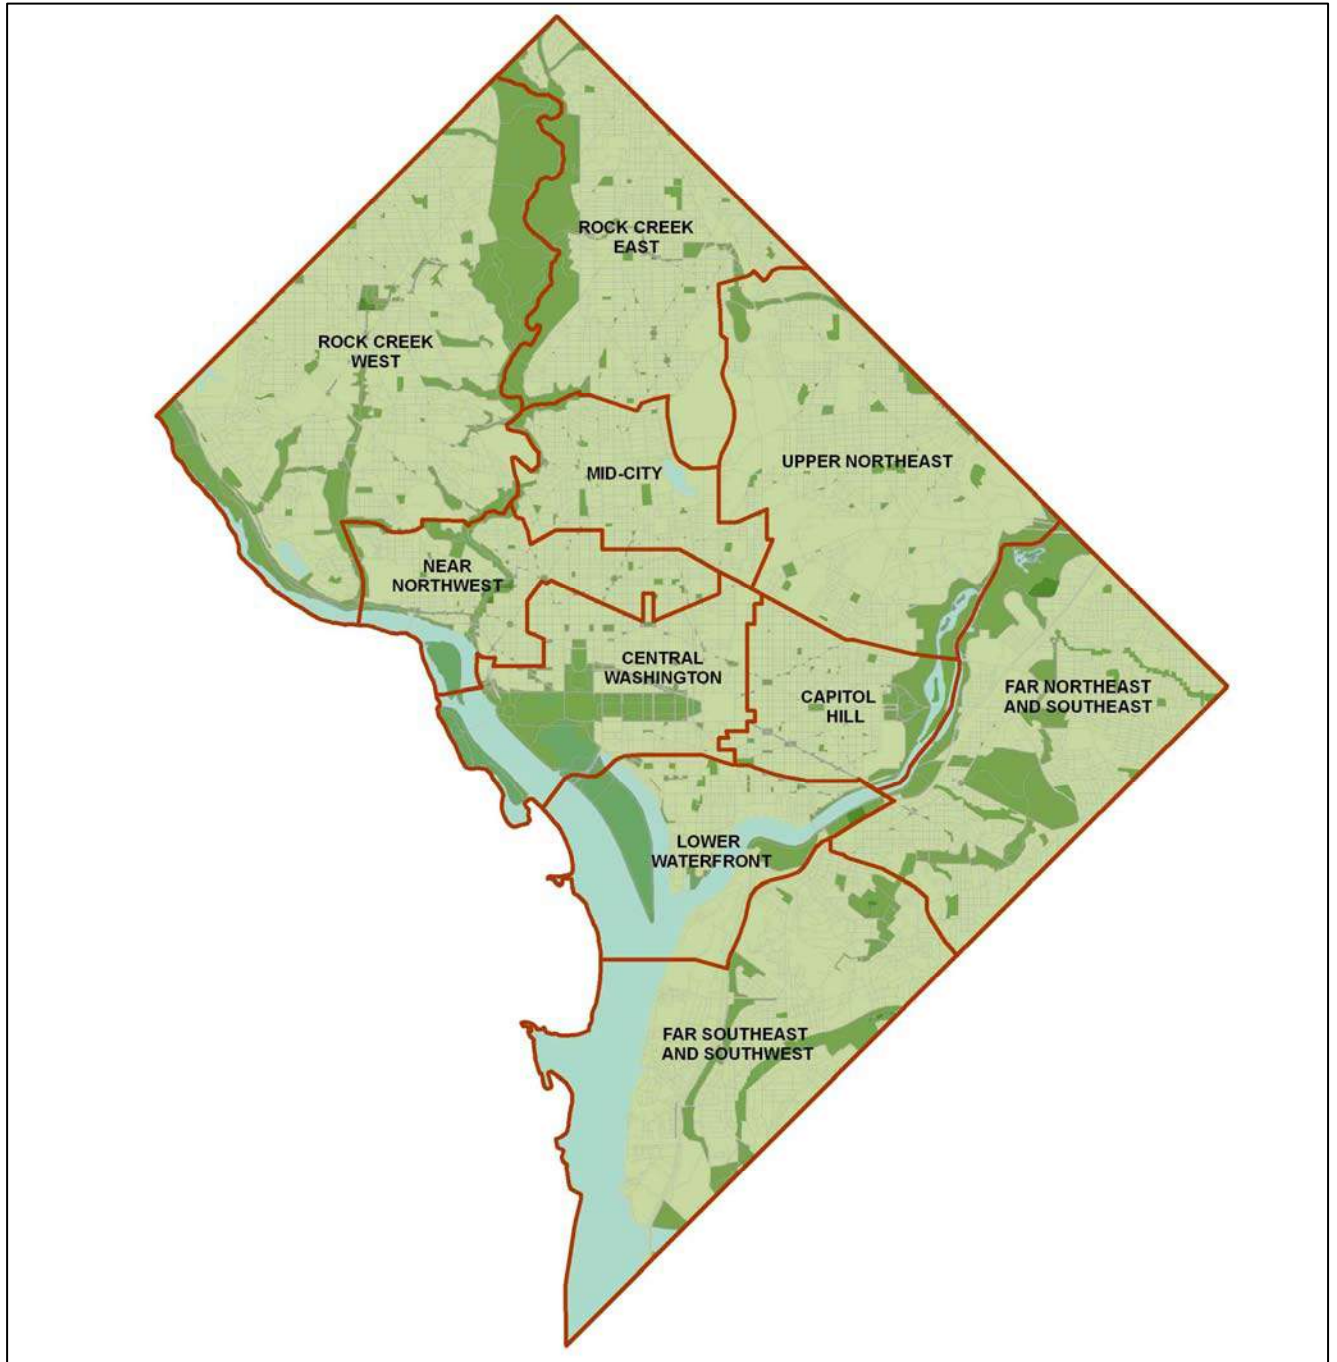 ROCK CREEK
EAST
ROCK CREEK
WEST
UPPER NORTHEAST
MID-CITY
NEAR
NORTHWEST
CENTRAL
WASHINGTON
CAPITOL
HILL
FAR NORTHEAST
AND SOUTHEAST
LOWER
WATERFRONT
FAR SOUTHEAST
AND SOUTHWEST